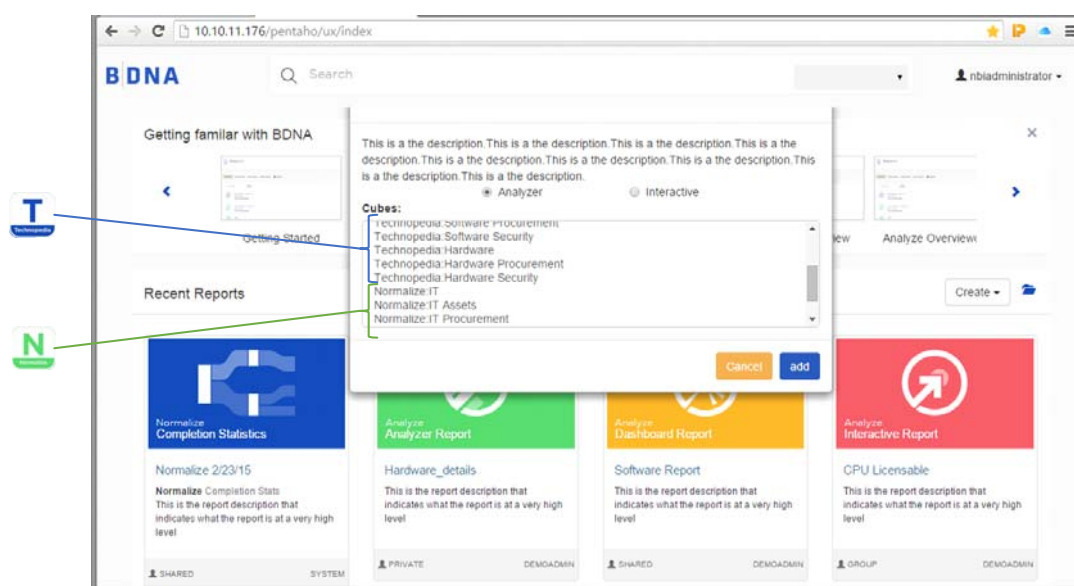 10.10.11.176/pentaho/ux/index
BDNA
Search
nbiadministrator
Getting familar with BDNA
This is a the description.This is a the description.This is a the description.This is a the
description.This is a the description.This is a the description.This is a the description.This
is a the description.This is a the description.
Analyzer
Interactive
Cubes:
Technopedia:Software Procurement
Technopedia:Software Security
Technopedia:Hardware
Technopedia:Hardware Procurement
Technopedia:Hardware Security
Normalize:IT
Normalize:IT Assets
Normalize:IT Procurement
T
Technopedia
N
Normalize
Getting Started
Analyze Overview
Recent Reports
Create
Cancel
add
Normalize
Completion Statistics
Analyze
Analyzer Report
Analyze
Dashboard Report
Analyze
Interactive Report
Normalize 2/23/15
Normalize Completion Stats
This is the report description that
indicates what the report is at a very high
level
SHARED
SYSTEM
Hardware_details
This is the report description that
indicates what the report is at a very high
level
PRIVATE
DEMOADMIN
Software Report
This is the report description that
indicates what the report is at a very high
level
SHARED
DEMOADMIN
CPU Licensable
This is the report description that
indicates what the report is at a very high
level
GROUP
DEMOADMIN